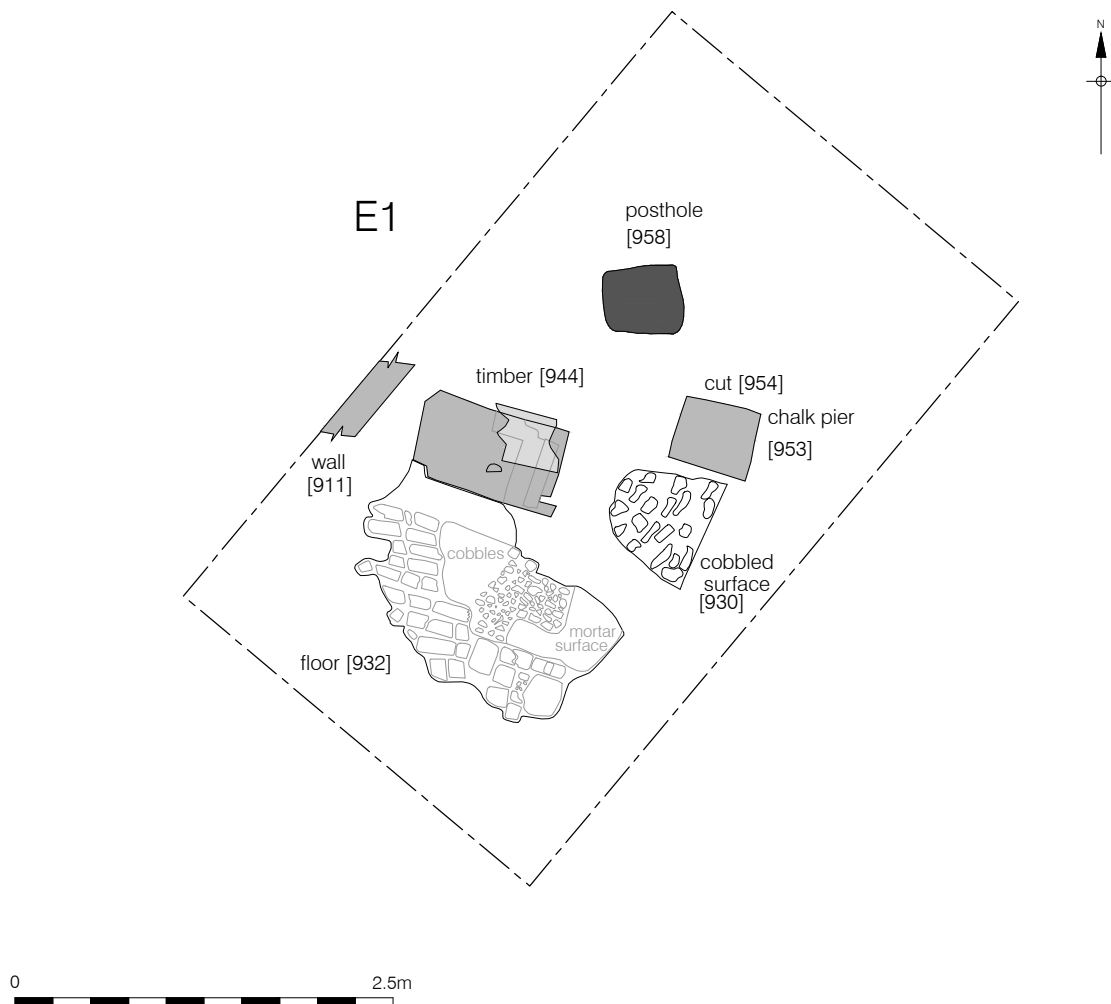 N
E1
posthole
[958]
timber [944]
cut [954]
chalk pier
[953]
wall
[911]
cobbles
cobbled
surface
[930]
mortar
surface
floor [932]
0 2.5m